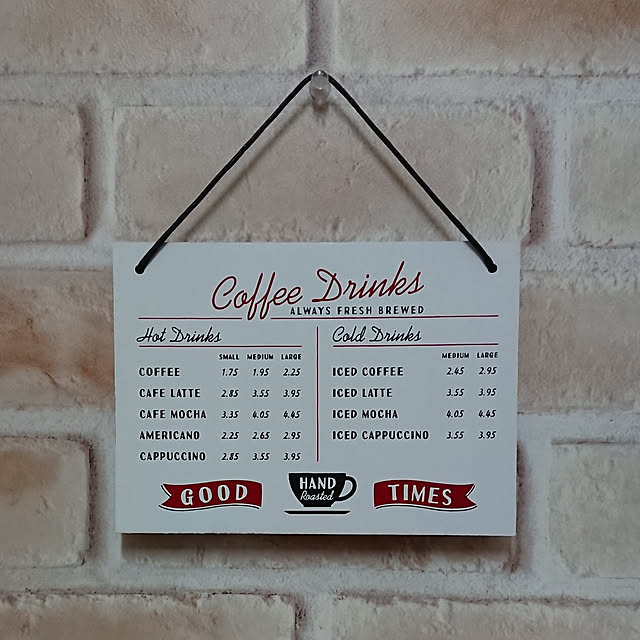 Coffee Drinks
ALWAYS FRESH BREWED
Hot Drinks
SMALL MEDIUM LARGE
COFFEE 1.75 1.95 2.25
CAFE LATTE 2.85 3.55 3.95
CAFE MOCHA 3.35 4.05 4.45
AMERICANO 2.25 2.65 2.95
CAPPUCCINO 2.85 3.55 3.95
Cold Drinks
MEDIUM LARGE
ICED COFFEE 2.45 2.95
ICED LATTE 3.55 3.95
ICED MOCHA 4.05 4.45
ICED CAPPUCCINO 3.55 3.95
GOOD
HAND
Roasted
TIMES